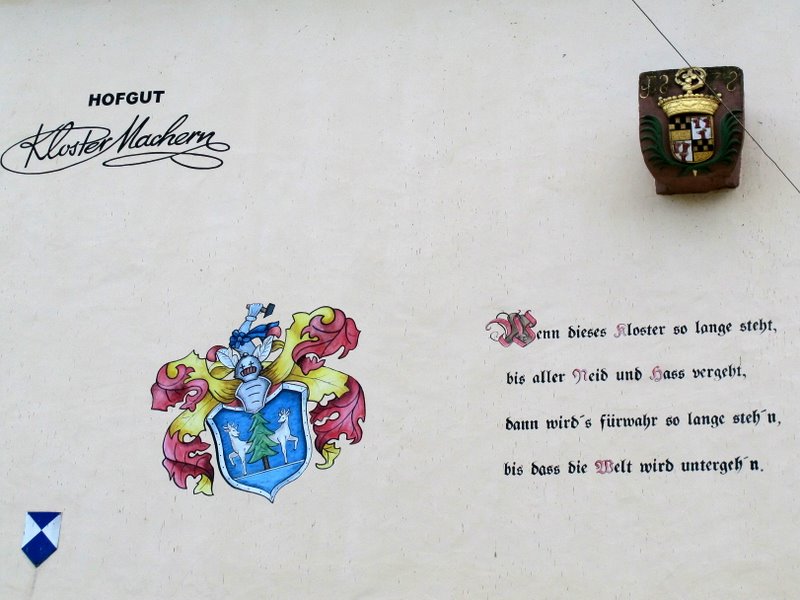 HOFGUT
Kloster Machern
Wenn dieses Kloster so lange steht,
bis aller Neid und Hass vergeht,
dann wird´s fürwahr so lange steh´n,
bis dass die Welt wird untergeh´n.